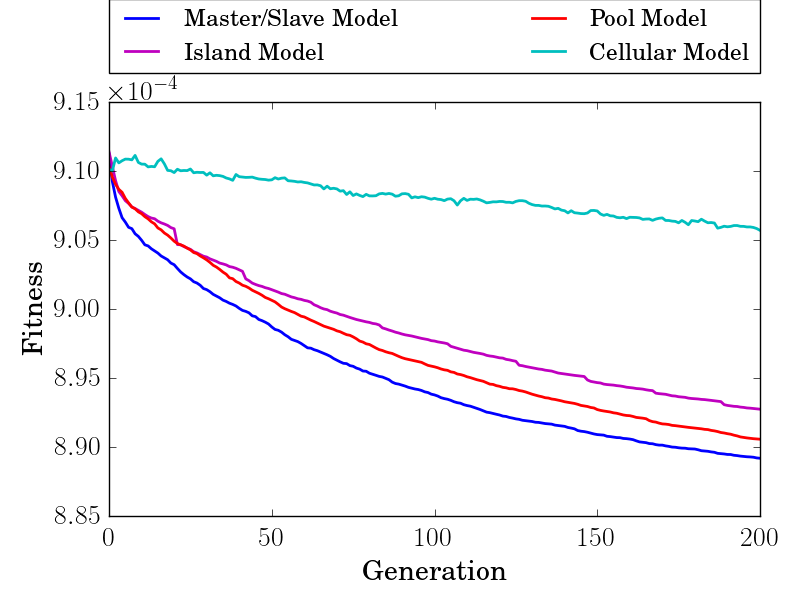 Master/Slave Model Pool Model
Island Model Cellular Model
×10⁻⁴
9.15
9.10
9.05
9.00
8.95
8.90
8.85
Fitness
0 50 100 150 200
Generation